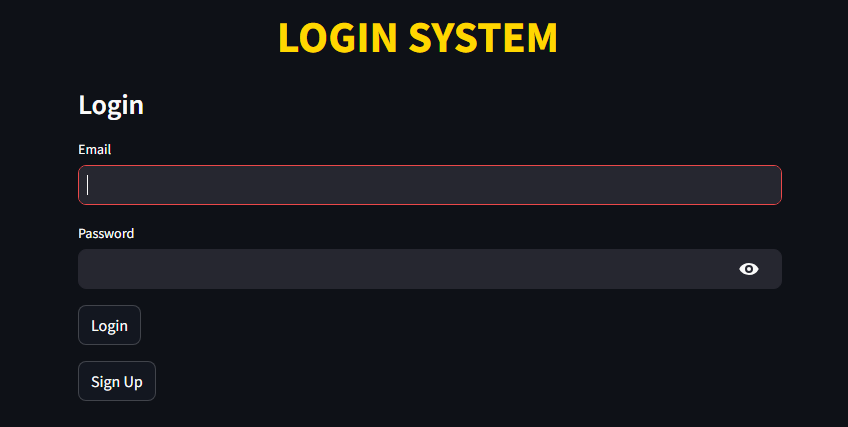 LOGIN SYSTEM
Login
Email
Password
Login
Sign Up